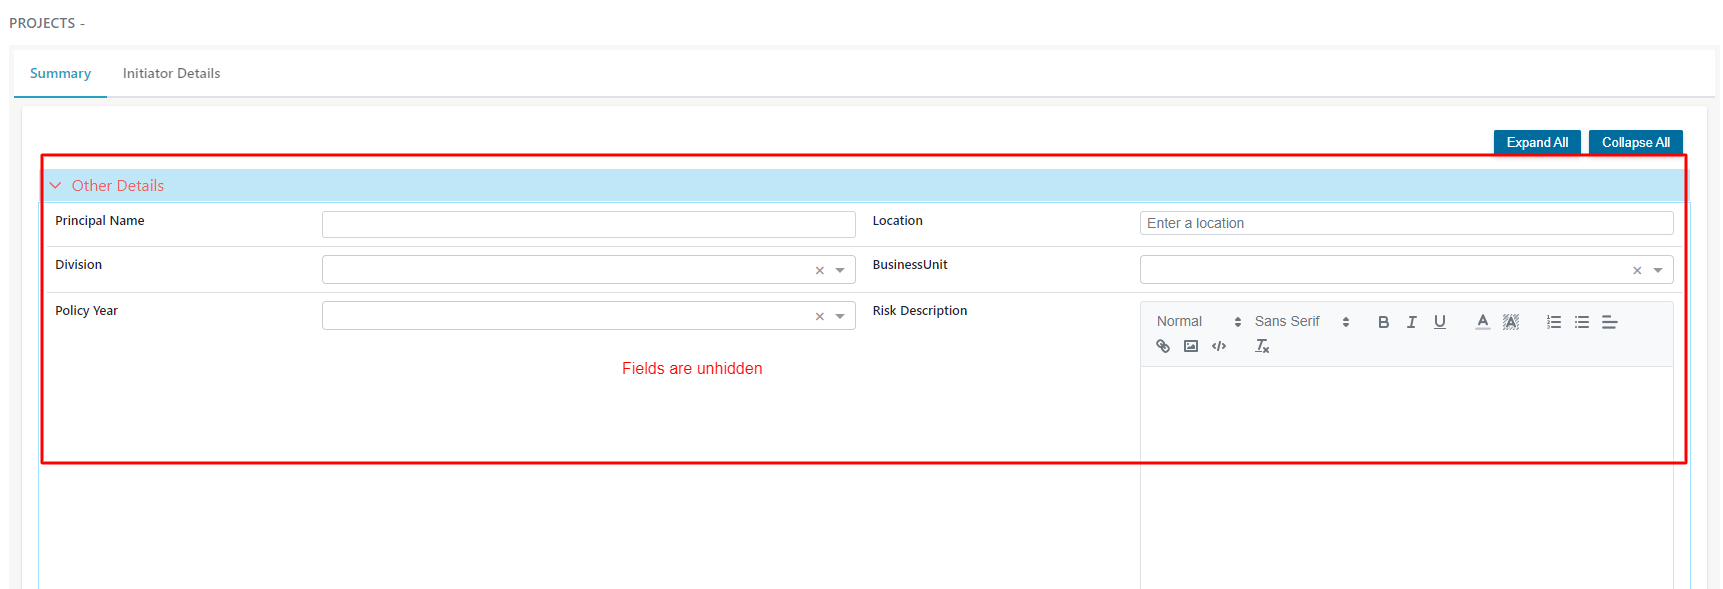 PROJECTS -
Summary Initiator Details
Expand All Collapse All
Other Details
Principal Name Location Enter a location
Division BusinessUnit
Policy Year Risk Description Normal Sans Serif B I U A A
Fields are unhidden